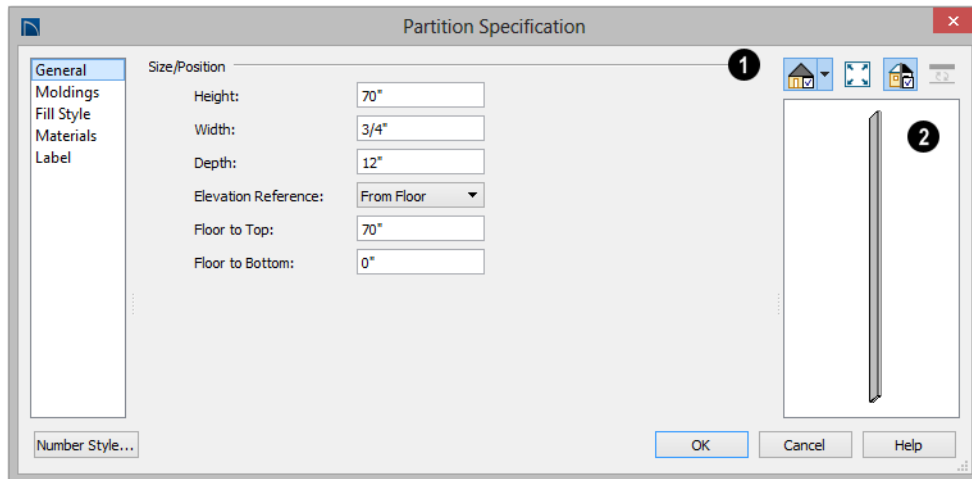 Partition Specification
General
Moldings
Fill Style
Materials
Label
Size/Position
Height: 70"
Width: 3/4"
Depth: 12"
Elevation Reference: From Floor
Floor to Top: 70"
Floor to Bottom: 0"
1
2
Number Style...
OK
Cancel
Help